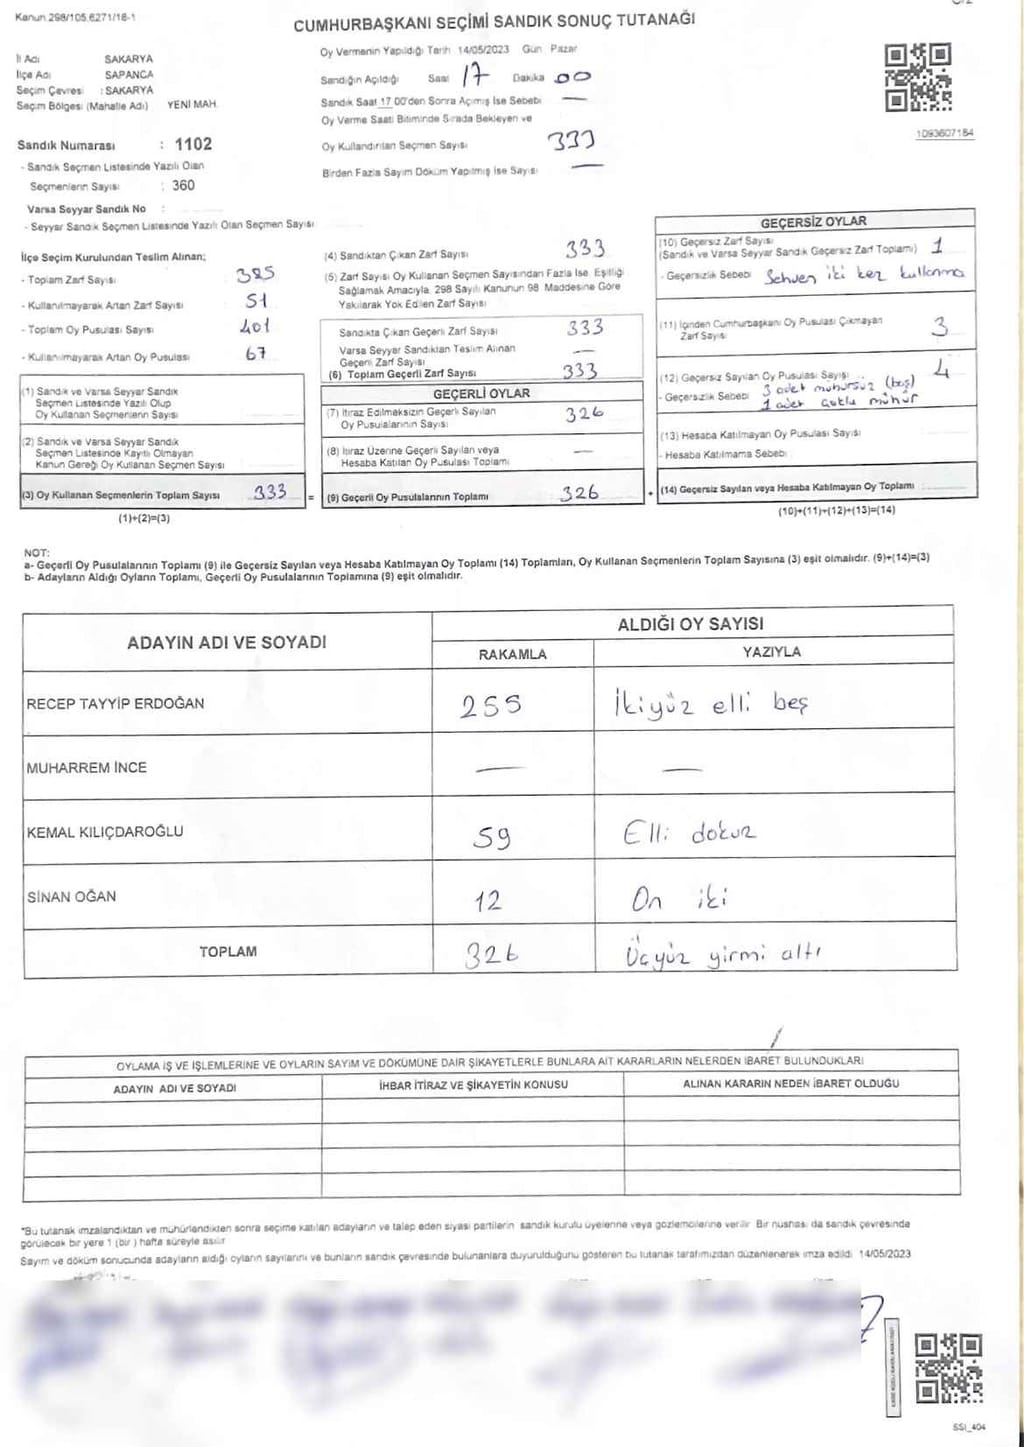 Kanun 298/105,6271/16-1
CUMHURBAŞKANI SEÇİMİ SANDIK SONUÇ TUTANAĞI
İl Adı SAKARYA
İlçe Adı SAPANCA
Seçim Çevresi : SAKARYA
Seçim Bölgesi (Mahalle Adı) YENİ MAH.
Sandık Numarası : 1102
- Sandık Seçmen Listesinde Yazılı Olan
Seçmenlerin Sayısı : 360
Varsa Seyyar Sandık No :
- Seyyar Sandık Seçmen Listesinde Yazılı Olan Seçmen Sayısı
Oy Vermenin Yapıldığı Tarih 14/05/2023 Gün Pazar
Sandığın Açıldığı Saat 17 Dakika 00
Sandık Saat 17 00'den Sonra Açılmış İse Sebebi —
Oy Verme Saati Bitiminde Sırada Bekleyen ve
Oy Kullandırılan Seçmen Sayısı 333
Birden Fazla Sayım Döküm Yapılmış İse Sayısı —
1093607184
İlçe Seçim Kurulundan Teslim Alınan;
- Toplam Zarf Sayısı 385
- Kullanılmayarak Artan Zarf Sayısı 51
- Toplam Oy Pusulası Sayısı 401
- Kullanılmayarak Artan Oy Pusulası 67
(1) Sandık ve Varsa Seyyar Sandık
Seçmen Listesinde Yazılı Olup
Oy Kullanan Seçmenlerin Sayısı
(2) Sandık ve Varsa Seyyar Sandık
Seçmen Listesinde Kayıtlı Olmayan
Kanun Gereği Oy Kullanan Seçmen Sayısı
(3) Oy Kullanan Seçmenlerin Toplam Sayısı 333 =
(1)+(2)=(3)
(4) Sandıktan Çıkan Zarf Sayısı 333
(5) Zarf Sayısı Oy Kullanan Seçmen Sayısından Fazla İse Eşitliği
Sağlamak Amacıyla, 298 Sayılı Kanunun 98 Maddesine Göre
Yakılarak Yok Edilen Zarf Sayısı
Sandıkta Çıkan Geçerli Zarf Sayısı 333
Varsa Seyyar Sandıktan Teslim Alınan
Geçerli Zarf Sayısı —
(6) Toplam Geçerli Zarf Sayısı 333
GEÇERLİ OYLAR
(7) İtiraz Edilmeksizin Geçerli Sayılan
Oy Pusulalarının Sayısı 326
(8) İtiraz Üzerine Geçerli Sayılan veya
Hesaba Katılan Oy Pusulası Toplamı —
(9) Geçerli Oy Pusulalarının Toplamı 326 +
GEÇERSİZ OYLAR
(10) Geçersiz Zarf Sayısı
(Sandık ve Varsa Seyyar Sandık Geçersiz Zarf Toplamı) 1
- Geçersizlik Sebebi Sehven iki kez kullanma
(11) İçinden Cumhurbaşkanı Oy Pusulası Çıkmayan
Zarf Sayısı 3
(12) Geçersiz Sayılan Oy Pusulası Sayısı 4
- Geçersizlik Sebebi 3 adet mühürsüz (boş)
1 adet mühür
(13) Hesaba Katılmayan Oy Pusulası Sayısı
- Hesaba Katılmama Sebebi
(14) Geçersiz Sayılan veya Hesaba Katılmayan Oy Toplamı
(10)+(11)+(12)+(13)=(14)
NOT:
a- Geçerli Oy Pusulalarının Toplamı (9) ile Geçersiz Sayılan veya Hesaba Katılmayan Oy Toplamı (14) Toplamları, Oy Kullanan Seçmenlerin Toplam Sayısına (3) eşit olmalıdır. (9)+(14)=(3)
b- Adayların Aldığı Oyların Toplamı, Geçerli Oy Pusulalarının Toplamına (9) eşit olmalıdır.
ADAYIN ADI VE SOYADI ALDIĞI OY SAYISI
RAKAMLA YAZIYLA
RECEP TAYYİP ERDOĞAN 255 İkiyüz elli beş
MUHARREM İNCE — —
KEMAL KILIÇDAROĞLU 59 Elli dokuz
SİNAN OĞAN 12 On iki
TOPLAM 326 Üçyüz yirmi altı
OYLAMA İŞ VE İŞLEMLERİNE VE OYLARIN SAYIM VE DÖKÜMÜNE DAİR ŞİKAYETLERLE BUNLARA AİT KARARLARIN NELERDEN İBARET BULUNDUKLARI
ADAYIN ADI VE SOYADI İHBAR İTİRAZ VE ŞİKAYETİN KONUSU ALINAN KARARIN NEDEN İBARET OLDUĞU
*Bu tutanak imzalandıktan ve mühürlendikten sonra seçime katılan adayların ve talep eden siyasi partilerin sandık kurulu üyelerine veya gözlemcilerine verilir. Bir nüshası da sandık çevresinde
görülecek bir yere 1 (bir ) hafta süreyle asılır
Sayım ve döküm sonucunda adayların aldığı oyların sayılarını ve bunların sandık çevresinde bulunanlara duyurulduğunu gösteren bu tutanak tarafımızdan düzenlenerek imza edildi. 14/05/2023
SSI_404